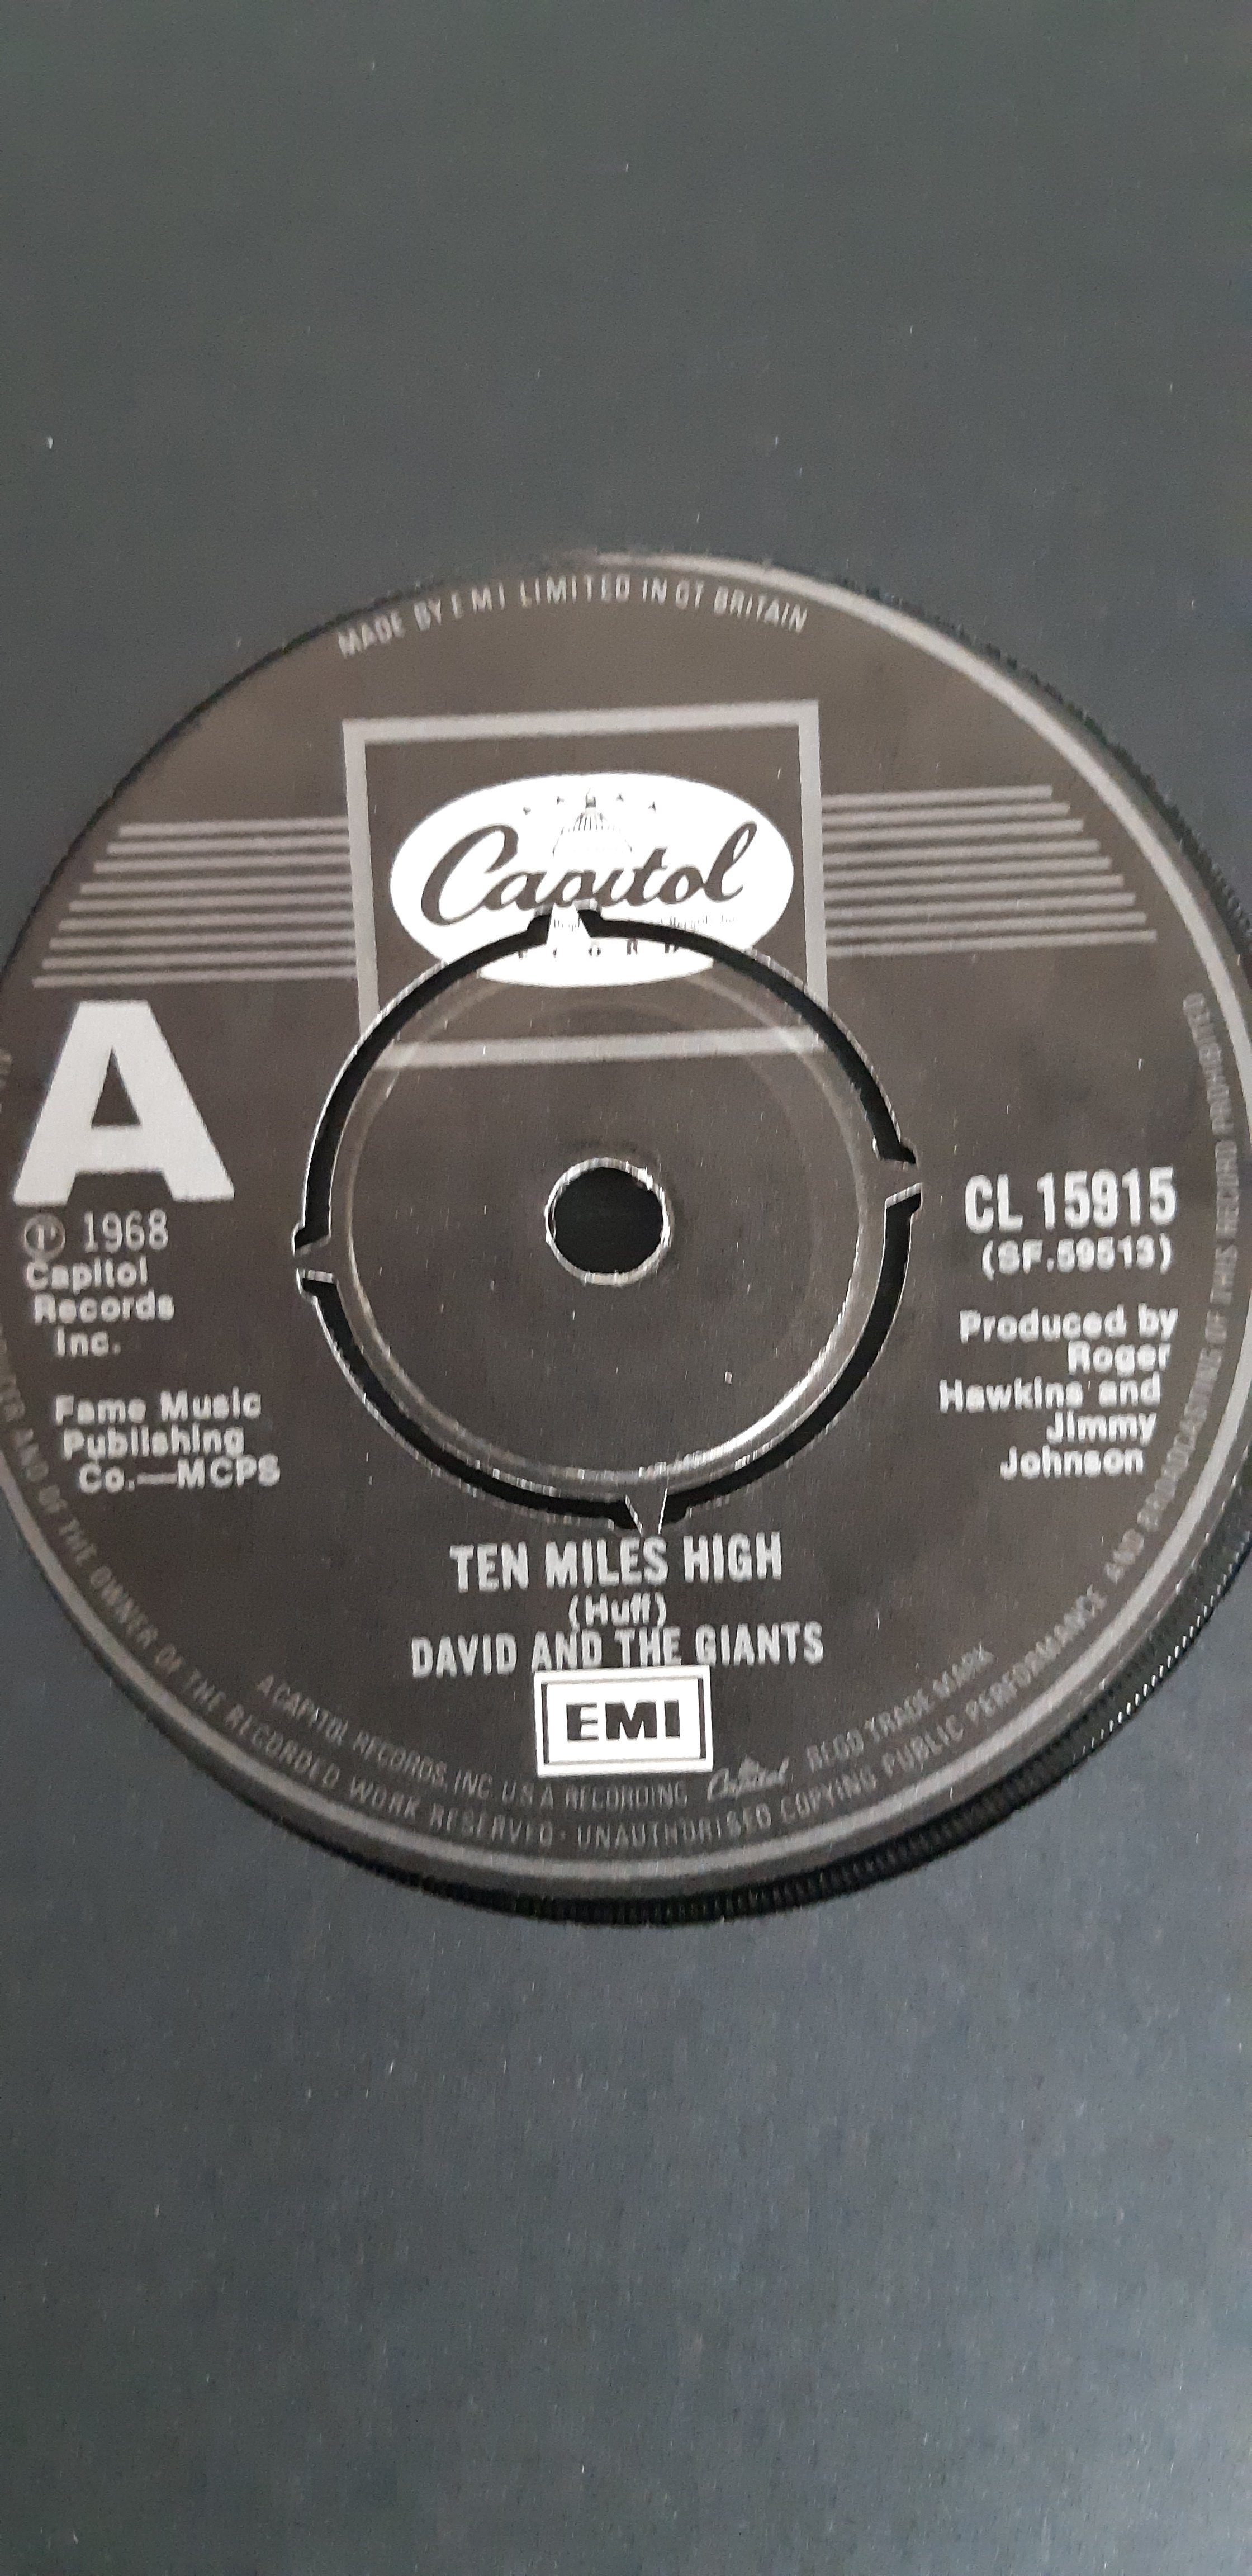 MADE BY EMI LIMITED IN GT BRITAIN
Capitol
A
℗ 1968
Capitol
Records
Inc.
Fame Music
Publishing
Co.—MCPS
CL 15915
(SF.59513)
Produced by
Roger
Hawkins and
Jimmy
Johnson
TEN MILES HIGH
(Huff)
DAVID AND THE GIANTS
EMI
A CAPITOL RECORDS, INC. U.S.A. RECORDING Capitol REGD TRADE MARK
AND OF THE OWNER OF THE RECORDED WORK RESERVED · UNAUTHORISED COPYING PUBLIC PERFORMANCE AND BROADCASTING OF THIS RECORD PROHIBITED